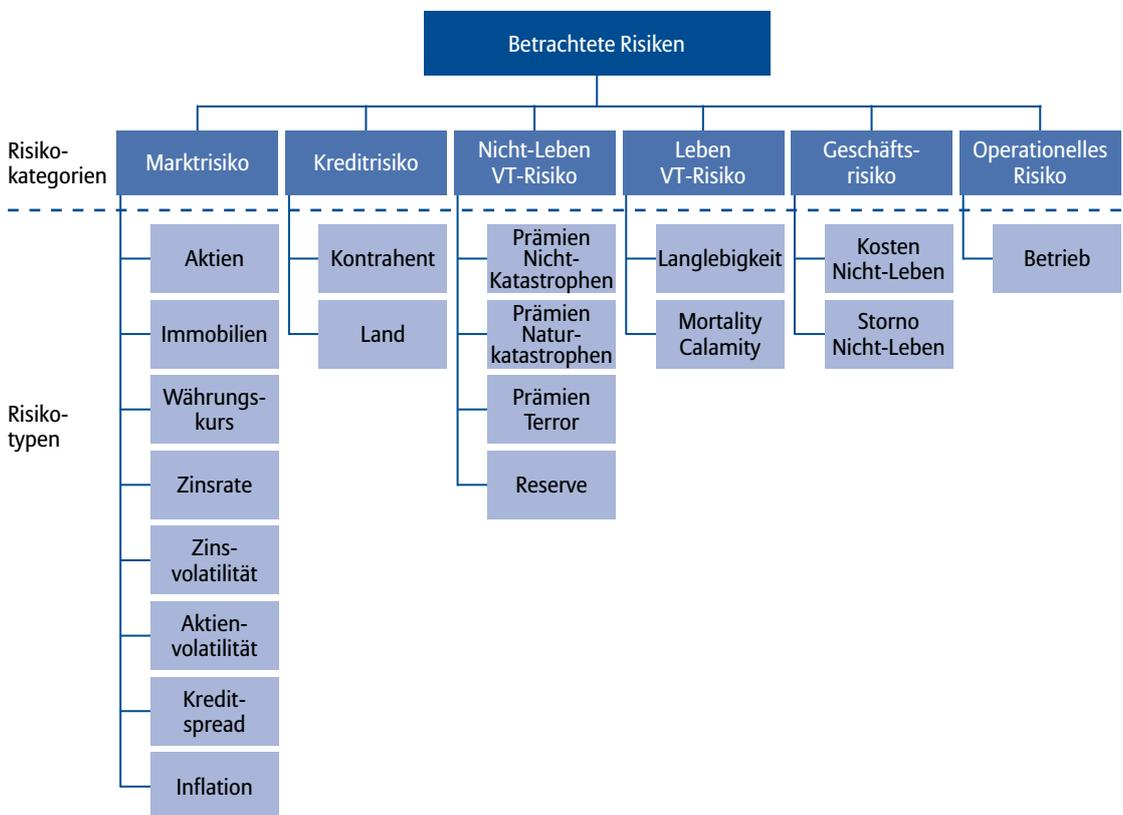 Betrachtete Risiken
Risiko-
kategorien
Marktrisiko
Kreditrisiko
Nicht-Leben
VT-Risiko
Leben
VT-Risiko
Geschäfts-
risiko
Operationelles
Risiko
Risiko-
typen
Aktien
Immobilien
Währungs-
kurs
Zinsrate
Zins-
volatilität
Aktien-
volatilität
Kredit-
spread
Inflation
Kontrahent
Land
Prämien
Nicht-
Katastrophen
Prämien
Natur-
katastrophen
Prämien
Terror
Reserve
Langlebigkeit
Mortality
Calamity
Kosten
Nicht-Leben
Storno
Nicht-Leben
Betrieb